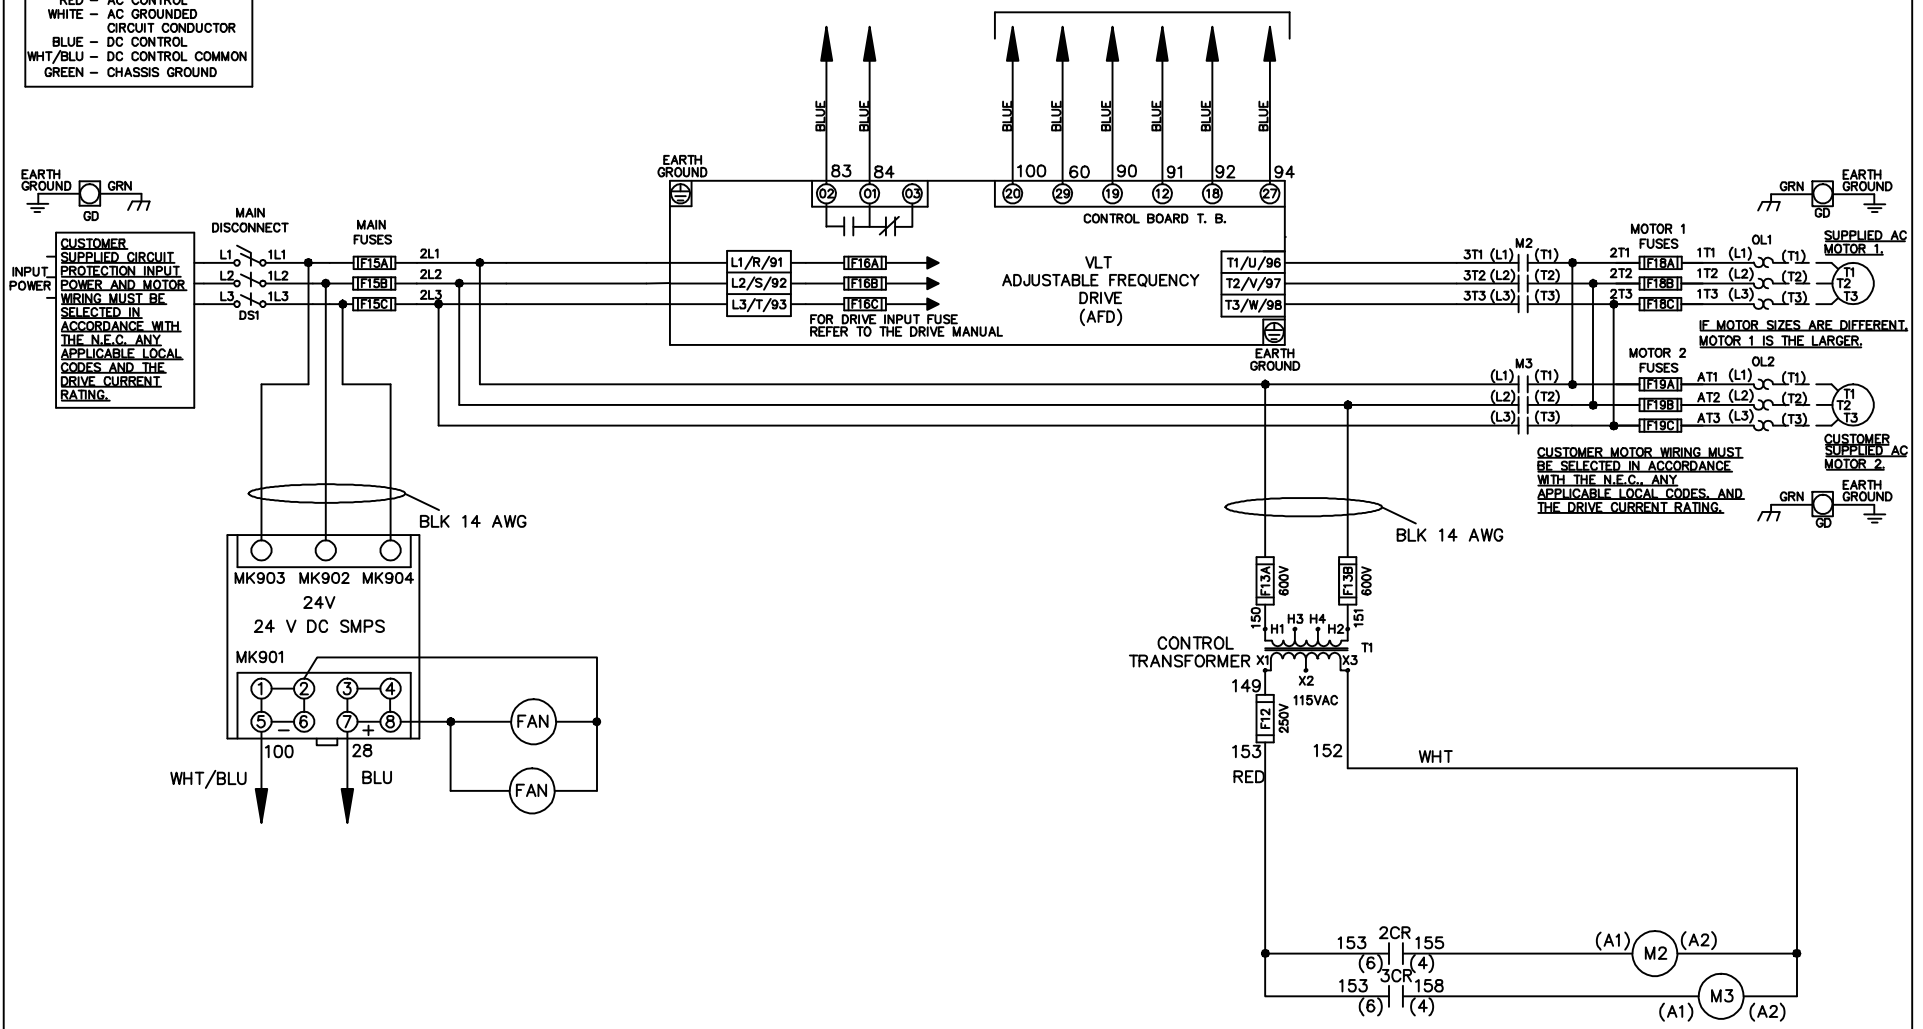 RED – AC CONTROL
WHITE – AC GROUNDED
CIRCUIT CONDUCTOR
BLUE – DC CONTROL
WHT/BLU – DC CONTROL COMMON
GREEN – CHASSIS GROUND
BLUE
BLUE
BLUE
BLUE
BLUE
BLUE
BLUE
BLUE
EARTH
GROUND
GRN
GD
EARTH
GROUND
83 84
02 01 03
100 60 90 91 92 94
20 29 19 12 18 27
CONTROL BOARD T. B.
GRN
EARTH
GROUND
GD
INPUT
POWER
CUSTOMER
SUPPLIED CIRCUIT
PROTECTION INPUT
POWER AND MOTOR
WIRING MUST BE
SELECTED IN
ACCORDANCE WITH
THE N.E.C. ANY
APPLICABLE LOCAL
CODES AND THE
DRIVE CURRENT
RATING.
MAIN
DISCONNECT
L1 1L1
L2 1L2
L3 1L3
DS1
MAIN
FUSES
F15A 2L1
F15B 2L2
F15C 2L3
L1/R/91 F16A
L2/S/92 F16B
L3/T/93 F16C
FOR DRIVE INPUT FUSE
REFER TO THE DRIVE MANUAL
VLT
ADJUSTABLE FREQUENCY
DRIVE
(AFD)
T1/U/96
T2/V/97
T3/W/98
EARTH
GROUND
M2
3T1 (L1) (T1)
3T2 (L2) (T2)
3T3 (L3) (T3)
MOTOR 1
FUSES
2T1 F18A 1T1 (L1) (T1)
2T2 F18B 1T2 (L2) (T2)
2T3 F18C 1T3 (L3) (T3)
OL1
SUPPLIED AC
MOTOR 1.
T1
T2
T3
IF MOTOR SIZES ARE DIFFERENT,
MOTOR 1 IS THE LARGER.
M3
(L1) (T1)
(L2) (T2)
(L3) (T3)
MOTOR 2
FUSES
F19A AT1 (L1) (T1)
F19B AT2 (L2) (T2)
F19C AT3 (L3) (T3)
OL2
T1
T2
T3
CUSTOMER
SUPPLIED AC
MOTOR 2.
CUSTOMER MOTOR WIRING MUST
BE SELECTED IN ACCORDANCE
WITH THE N.E.C., ANY
APPLICABLE LOCAL CODES, AND
THE DRIVE CURRENT RATING.
GRN
EARTH
GROUND
GD
BLK 14 AWG
MK903 MK902 MK904
24V
24 V DC SMPS
MK901
1 2 3 4
5 – 6 7 + 8
100 28
WHT/BLU BLU
FAN
FAN
BLK 14 AWG
F13A
600V
F13B
600V
150
151
H1 H3 H4 H2
CONTROL
TRANSFORMER
T1
X1 X3
X2
115VAC
149
F12
250V
153 152
RED WHT
2CR
153 155
(6) (4)
(A1) M2 (A2)
3CR
153 158
(6) (4)
(A1) M3 (A2)